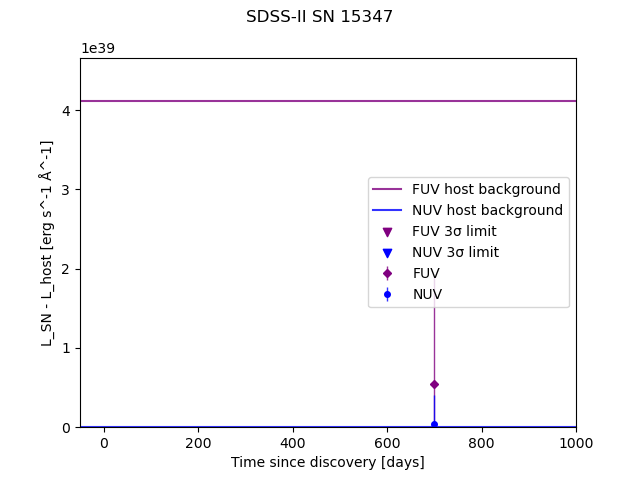 SDSS-II SN 15347
1e39
4
3
2
1
0
L_SN - L_host [erg s^-1 Å^-1]
FUV host background
NUV host background
FUV 3σ limit
NUV 3σ limit
FUV
NUV
0 200 400 600 800 1000
Time since discovery [days]